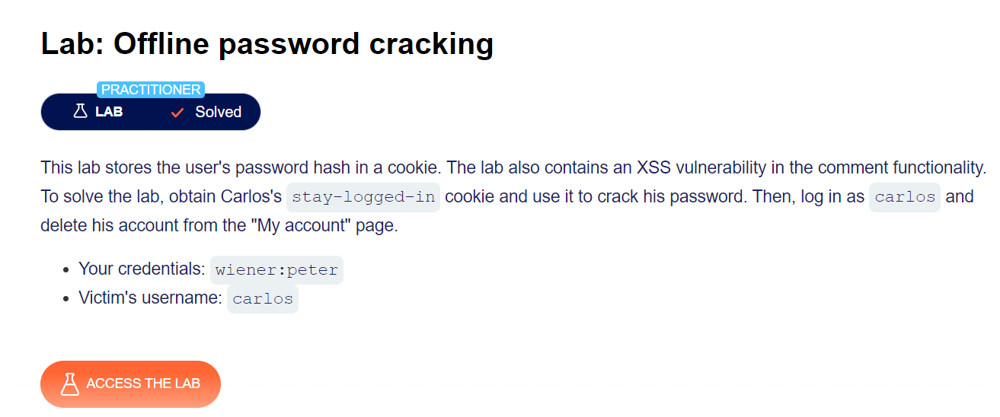 Lab: Offline password cracking
PRACTITIONER
LAB Solved
This lab stores the user's password hash in a cookie. The lab also contains an XSS vulnerability in the comment functionality.
To solve the lab, obtain Carlos's stay-logged-in cookie and use it to crack his password. Then, log in as carlos and
delete his account from the "My account" page.
• Your credentials: wiener:peter
• Victim's username: carlos
ACCESS THE LAB